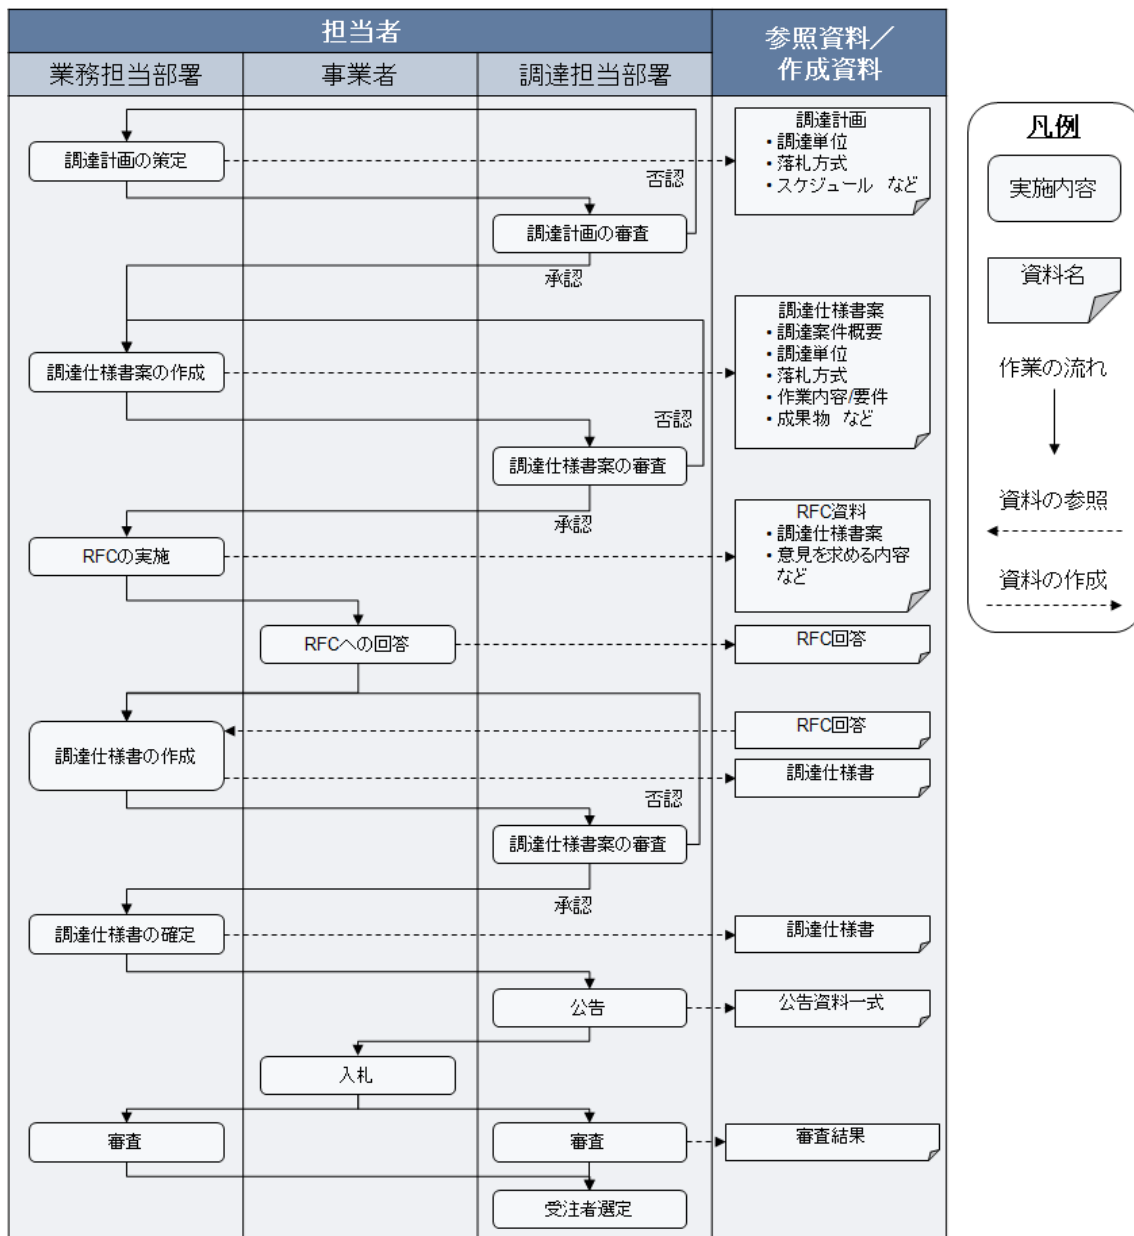 担当者
参照資料／
作成資料
業務担当部署
事業者
調達担当部署
調達計画の策定
否認
調達計画
・調達単位
・落札方式
・スケジュール　など
調達計画の審査
承認
調達仕様書案の作成
否認
調達仕様書案
・調達案件概要
・調達単位
・落札方式
・作業内容/要件
・成果物　など
調達仕様書案の審査
承認
RFCの実施
RFC資料
・調達仕様書案
・意見を求める内容
など
RFCへの回答
RFC回答
調達仕様書の作成
RFC回答
調達仕様書
否認
調達仕様書案の審査
承認
調達仕様書の確定
調達仕様書
公告
公告資料一式
入札
審査
審査
審査結果
受注者選定
凡例
実施内容
資料名
作業の流れ
資料の参照
資料の作成